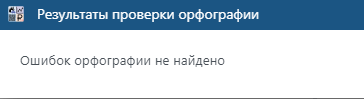 Результаты проверки орфографии
Ошибок орфографии не найдено